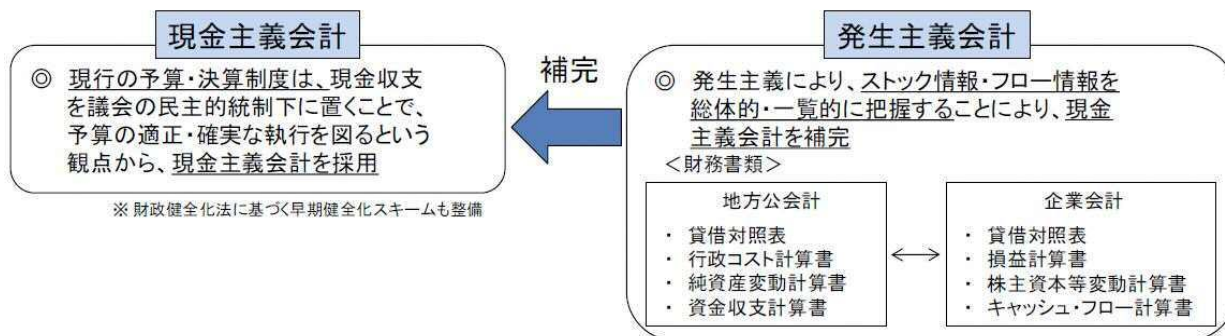 現金主義会計
◎ 現行の予算・決算制度は、現金収支
を議会の民主的統制下に置くことで、
予算の適正・確実な執行を図るという
観点から、現金主義会計を採用
※ 財政健全化法に基づく早期健全化スキームも整備
補完
発生主義会計
◎ 発生主義により、ストック情報・フロー情報を
総体的・一覧的に把握することにより、現金
主義会計を補完
＜財務書類＞
地方公会計
・ 貸借対照表
・ 行政コスト計算書
・ 純資産変動計算書
・ 資金収支計算書
企業会計
・ 貸借対照表
・ 損益計算書
・ 株主資本等変動計算書
・ キャッシュ・フロー計算書